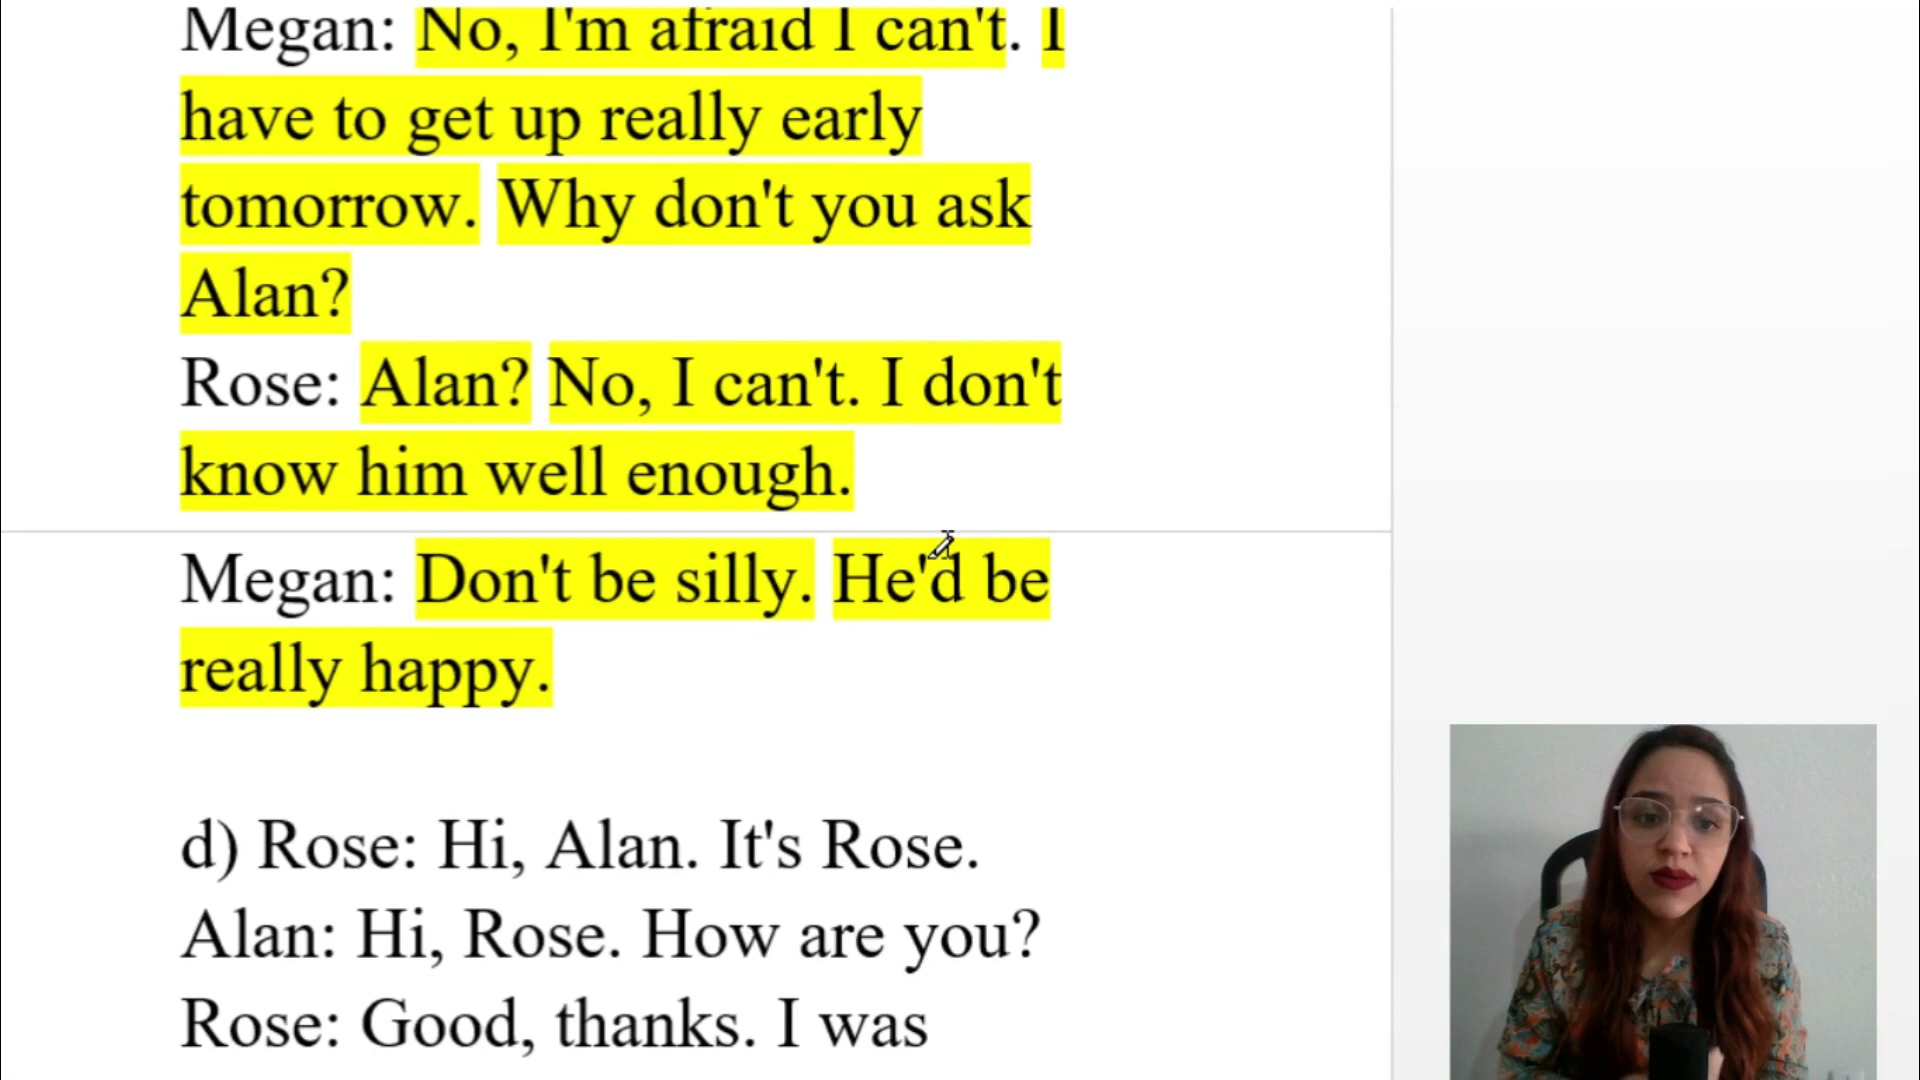 Megan: No, I'm afraid I can't. I
have to get up really early
tomorrow. Why don't you ask
Alan?
Rose: Alan? No, I can't. I don't
know him well enough.
Megan: Don't be silly. He'd be
really happy.
d) Rose: Hi, Alan. It's Rose.
Alan: Hi, Rose. How are you?
Rose: Good, thanks. I was